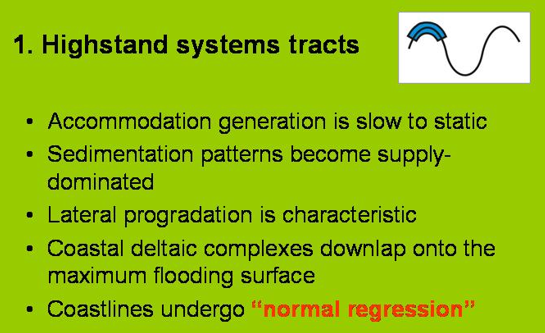 1. Highstand systems tracts
• Accommodation generation is slow to static
• Sedimentation patterns become supply-
dominated
• Lateral progradation is characteristic
• Coastal deltaic complexes downlap onto the
maximum flooding surface
• Coastlines undergo “normal regression”